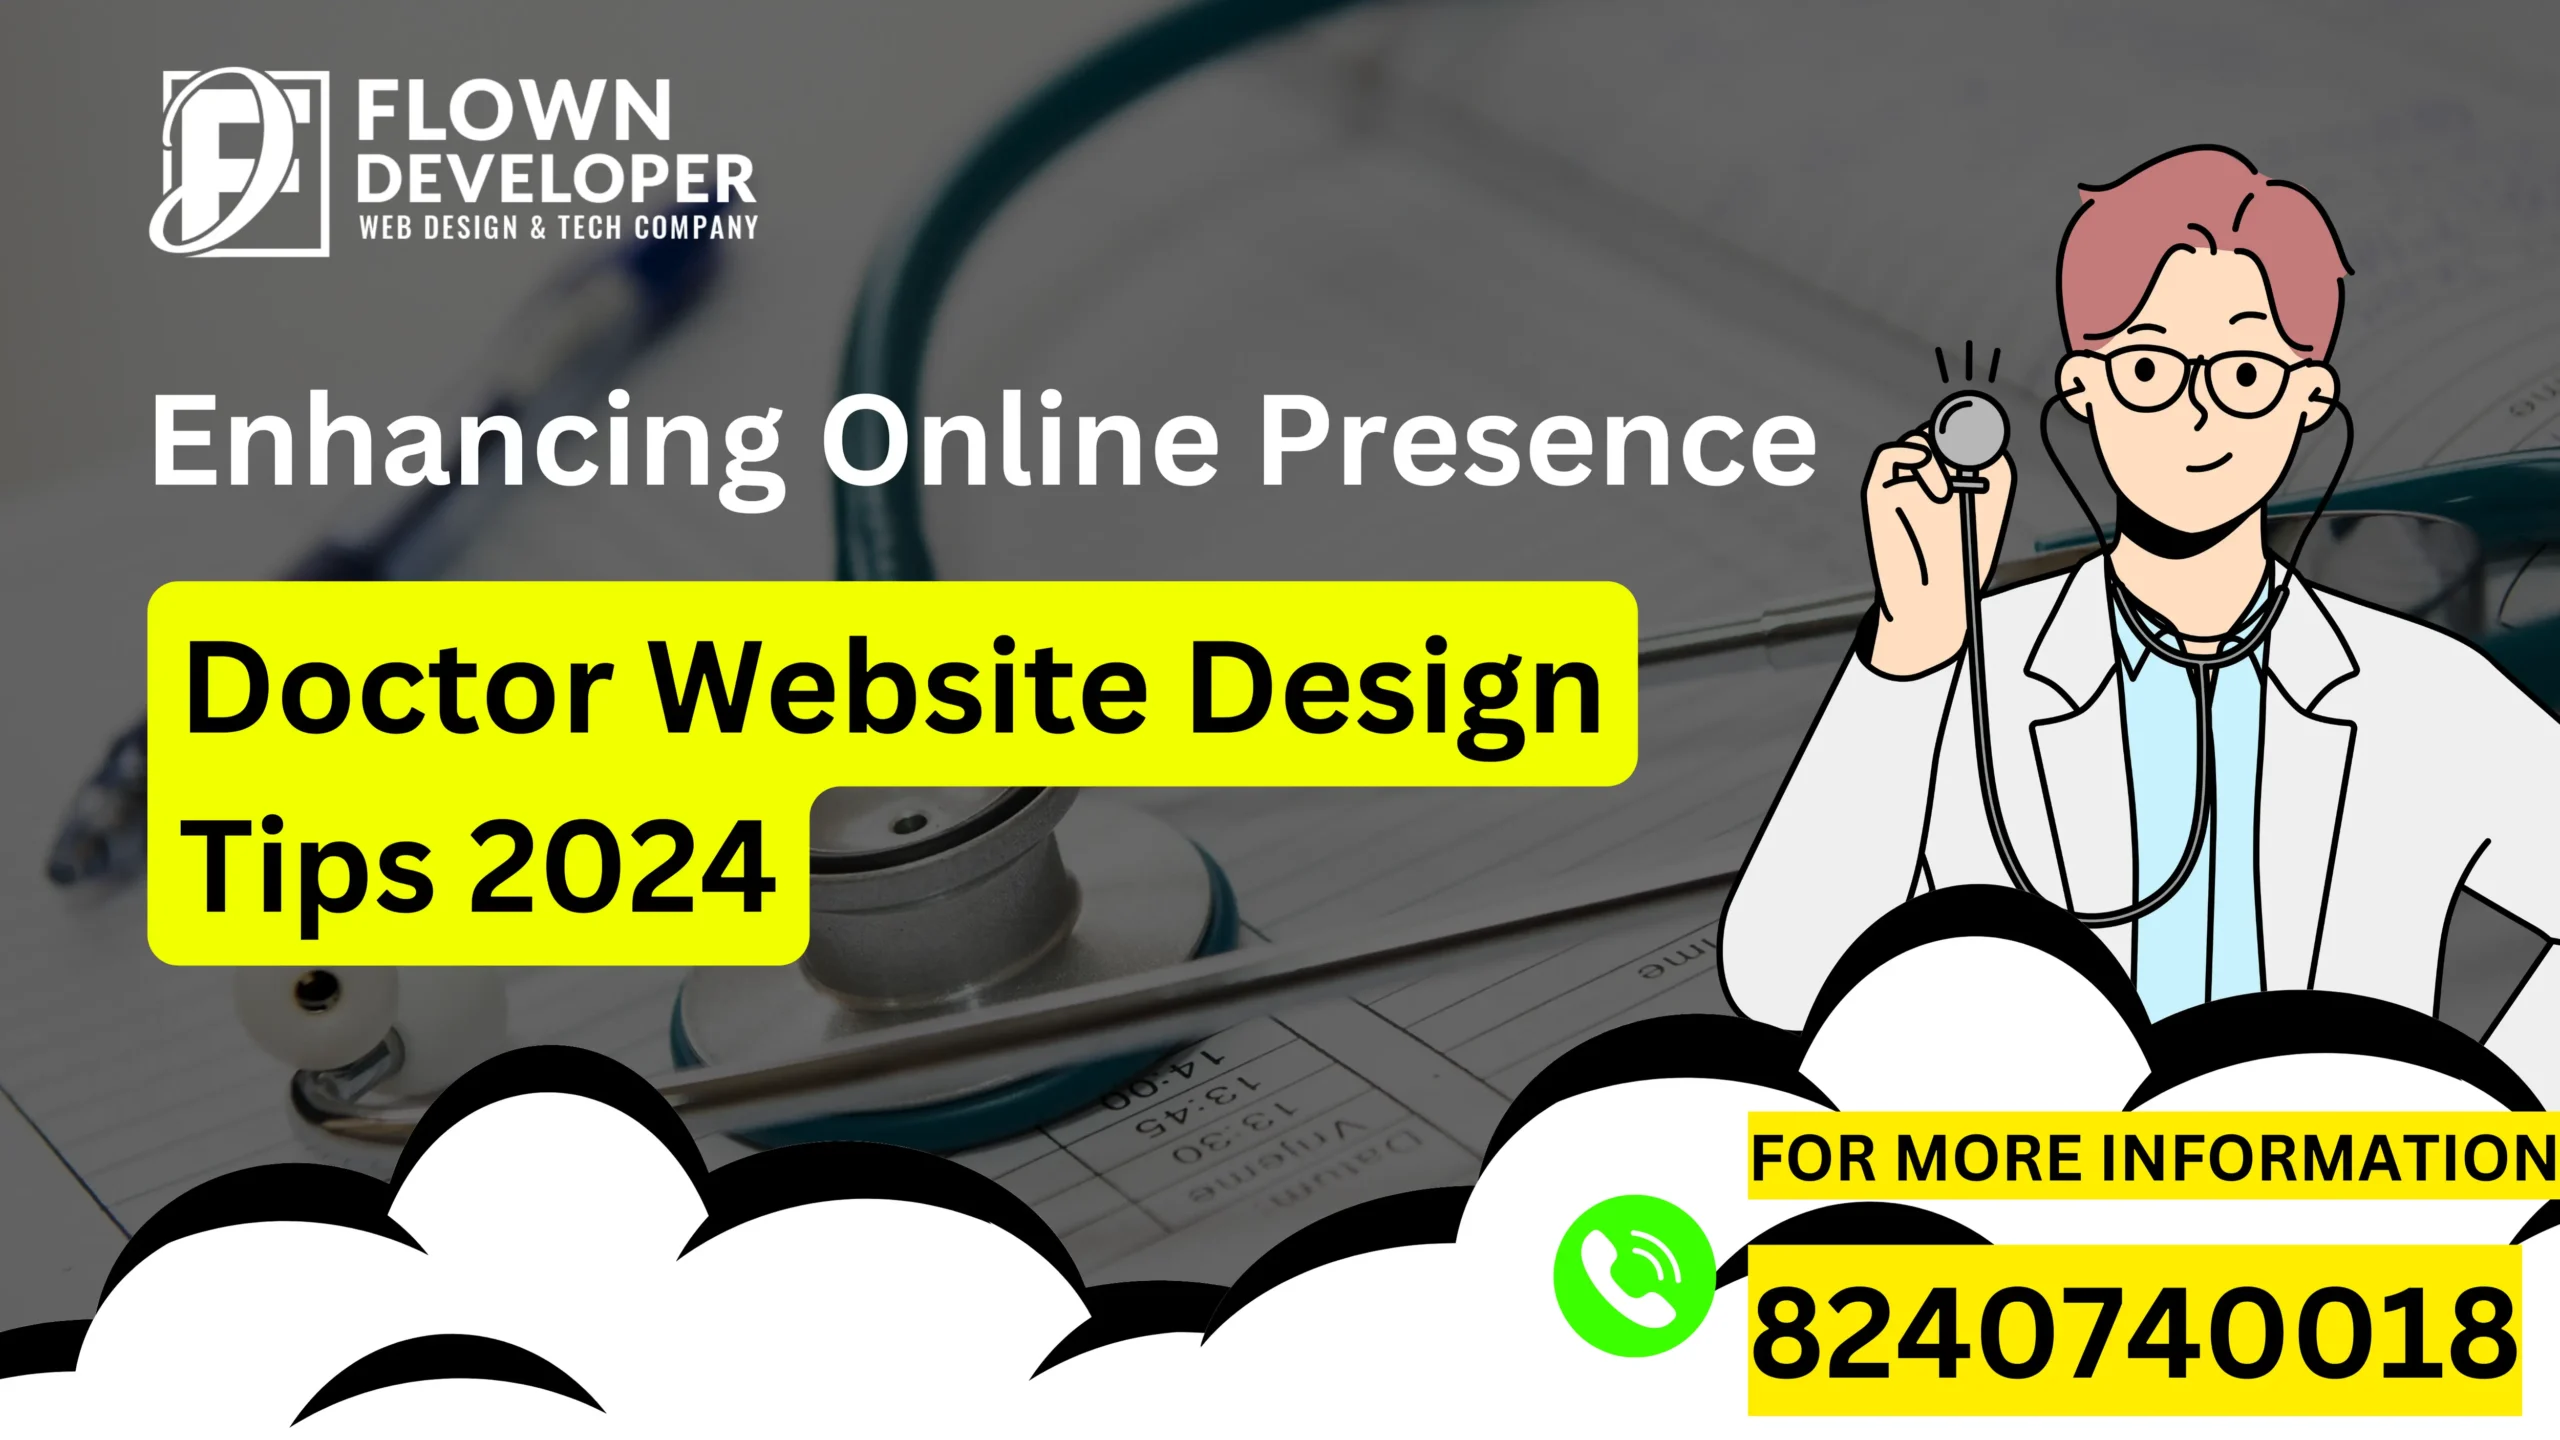 FLOWN
DEVELOPER
WEB DESIGN & TECH COMPANY
Enhancing Online Presence
Doctor Website Design
Tips 2024
14:00
13:45
13:30
Vrijeme
Datum
FOR MORE INFORMATION
8240740018